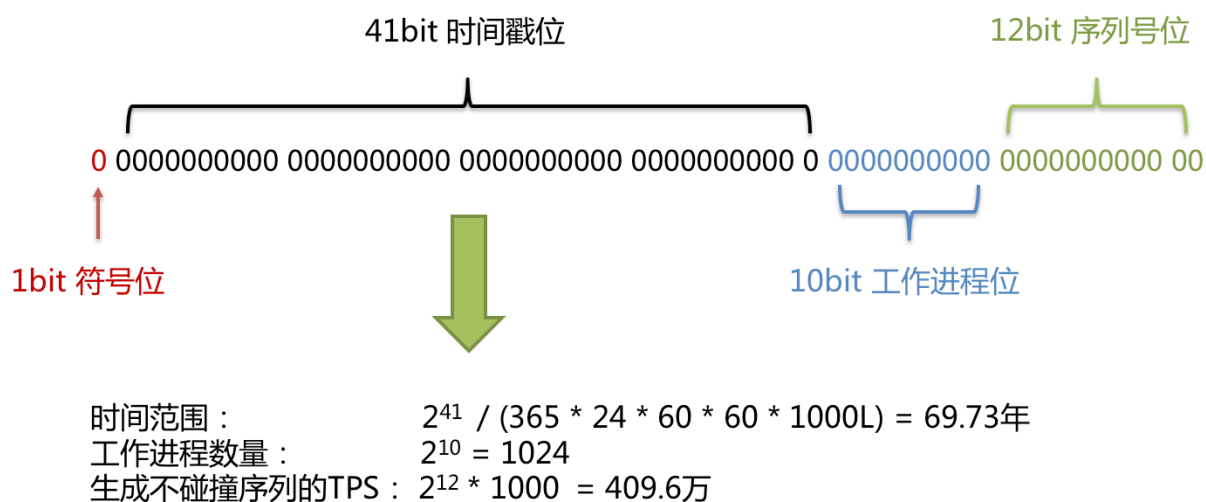 41bit 时间戳位
12bit 序列号位
0 0000000000 0000000000 0000000000 0000000000 0 0000000000 0000000000 00
1bit 符号位
10bit 工作进程位
时间范围： 2⁴¹ / (365 * 24 * 60 * 60 * 1000L) = 69.73年
工作进程数量： 2¹⁰ = 1024
生成不碰撞序列的TPS： 2¹² * 1000 = 409.6万